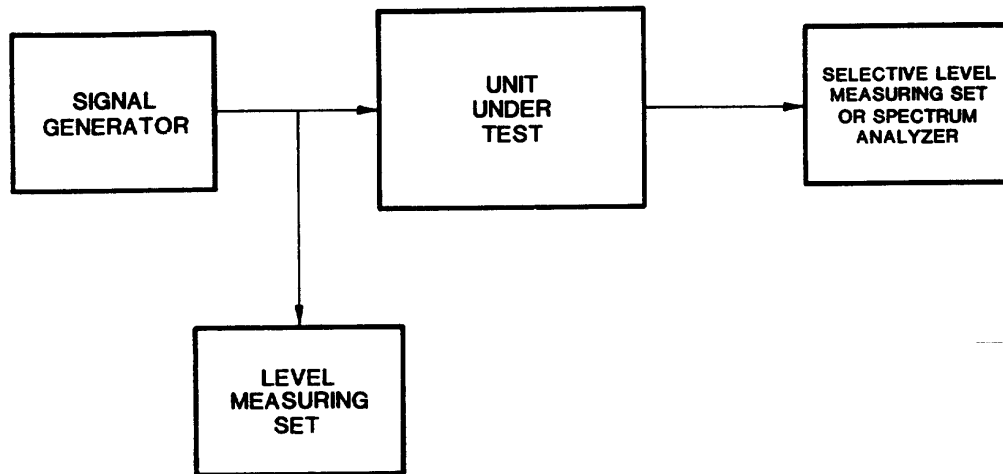 SIGNAL
GENERATOR
UNIT
UNDER
TEST
SELECTIVE LEVEL
MEASURING SET
OR SPECTRUM
ANALYZER
LEVEL
MEASURING
SET